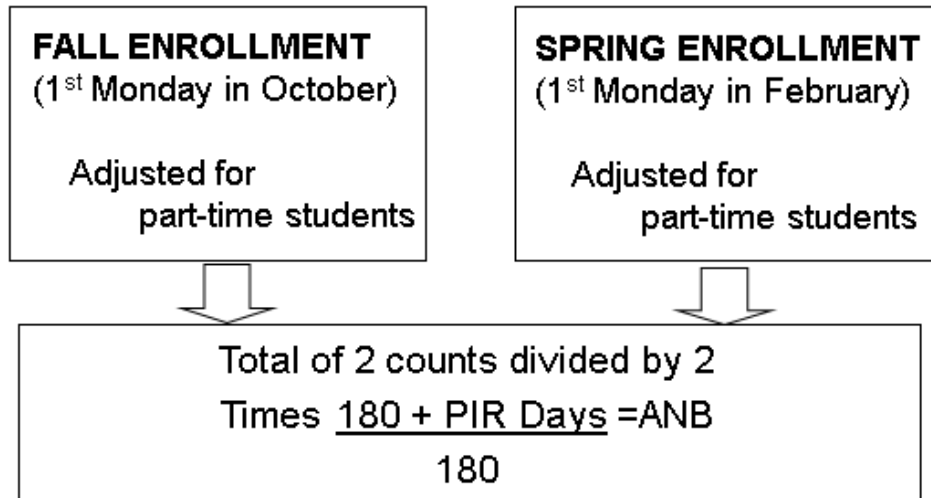 FALL ENROLLMENT
(1st Monday in October)
Adjusted for
part-time students
SPRING ENROLLMENT
(1st Monday in February)
Adjusted for
part-time students
Total of 2 counts divided by 2
Times 180 + PIR Days =ANB
180